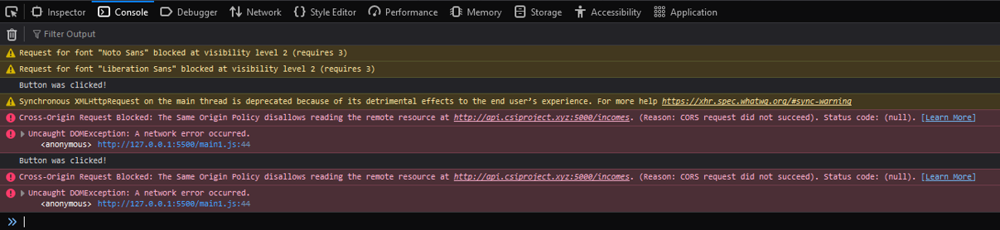 Inspector Console Debugger Network Style Editor Performance Memory Storage Accessibility Application
Filter Output
Request for font "Noto Sans" blocked at visibility level 2 (requires 3)
Request for font "Liberation Sans" blocked at visibility level 2 (requires 3)
Button was clicked!
Synchronous XMLHttpRequest on the main thread is deprecated because of its detrimental effects to the end user's experience. For more help https://xhr.spec.whatwg.org/#sync-warning
Cross-Origin Request Blocked: The Same Origin Policy disallows reading the remote resource at http://api.csiproject.xyz:5000/incomes. (Reason: CORS request did not succeed). Status code: (null). [Learn More]
Uncaught DOMException: A network error occurred.
<anonymous> http://127.0.0.1:5500/main1.js:44
Button was clicked!
Cross-Origin Request Blocked: The Same Origin Policy disallows reading the remote resource at http://api.csiproject.xyz:5000/incomes. (Reason: CORS request did not succeed). Status code: (null). [Learn More]
Uncaught DOMException: A network error occurred.
<anonymous> http://127.0.0.1:5500/main1.js:44